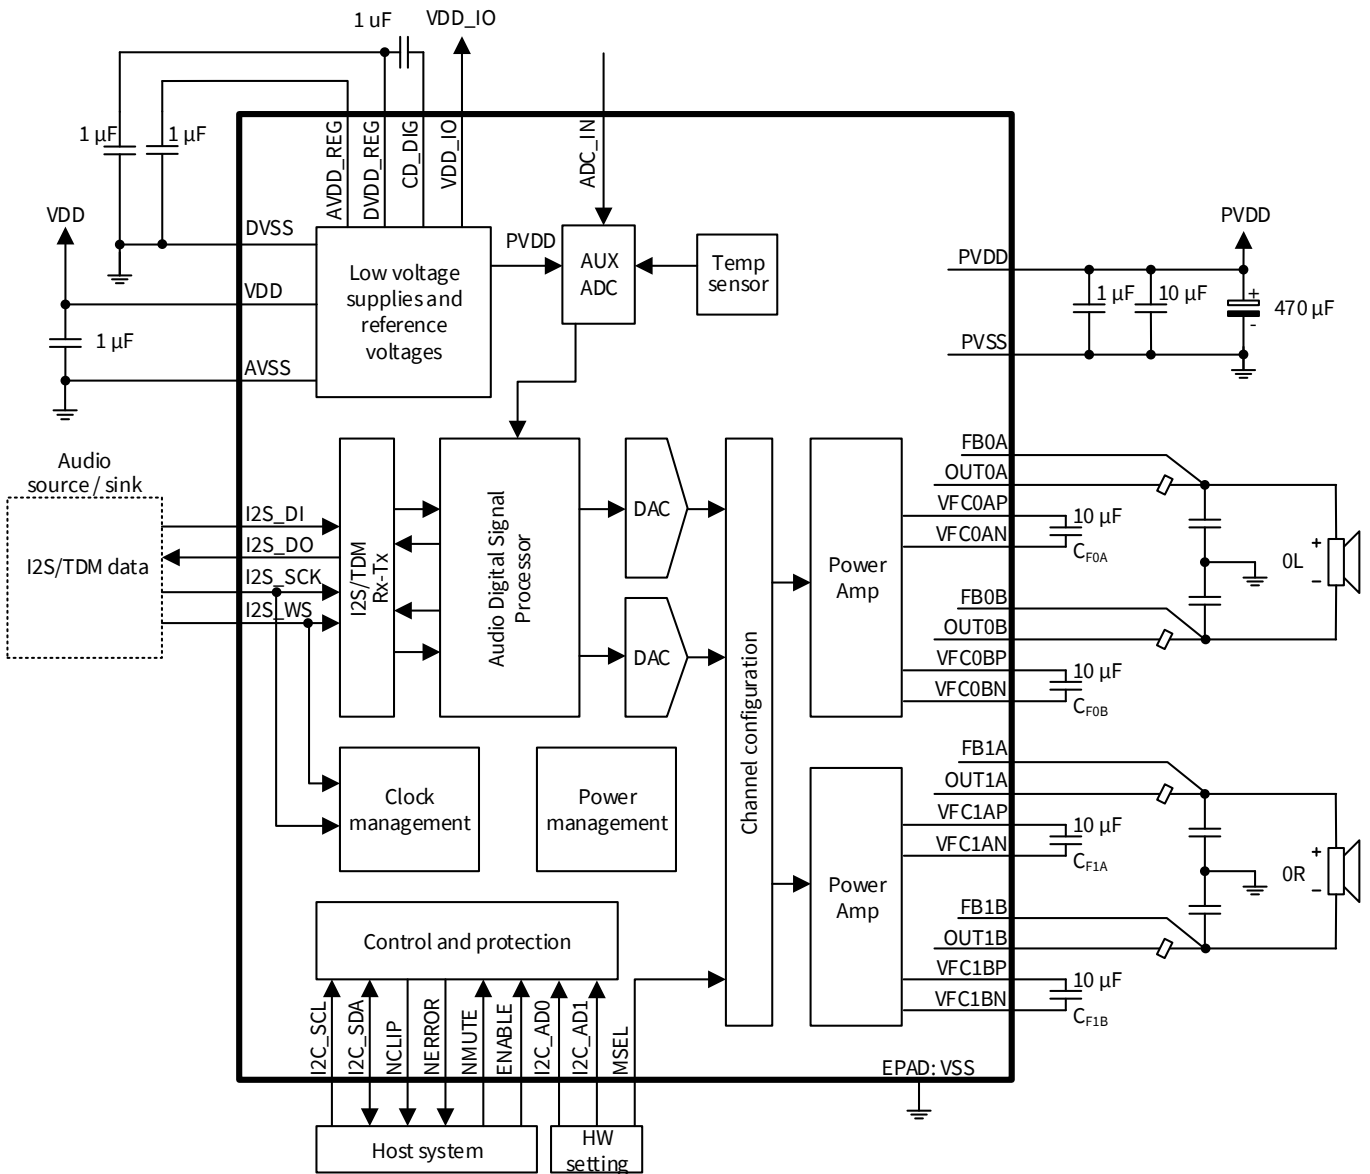 1 uF
VDD_IO
1 µF
1 µF
AVDD_REG
DVDD_REG
CD_DIG
VDD_IO
ADC_IN
VDD
DVSS
VDD
1 µF
AVSS
Low voltage
supplies and
reference
voltages
PVDD
AUX
ADC
Temp
sensor
PVDD
PVDD
1 µF
10 µF
+
-
470 µF
PVSS
Audio
source / sink
I2S/TDM data
I2S_DI
I2S_DO
I2S_SCK
I2S_WS
I2S/TDM
Rx-Tx
Audio Digital Signal
Processor
DAC
DAC
Channel configuration
Power
Amp
FB0A
OUT0A
VFC0AP
VFC0AN
10 µF
CF0A
0L
+
–
FB0B
OUT0B
VFC0BP
VFC0BN
10 µF
CF0B
Clock
management
Power
management
Power
Amp
FB1A
OUT1A
VFC1AP
VFC1AN
10 µF
CF1A
0R
+
–
FB1B
OUT1B
VFC1BP
VFC1BN
10 µF
CF1B
Control and protection
I2C_SCL
I2C_SDA
NCLIP
NERROR
NMUTE
ENABLE
I2C_AD0
I2C_AD1
MSEL
EPAD: VSS
Host system
HW
setting